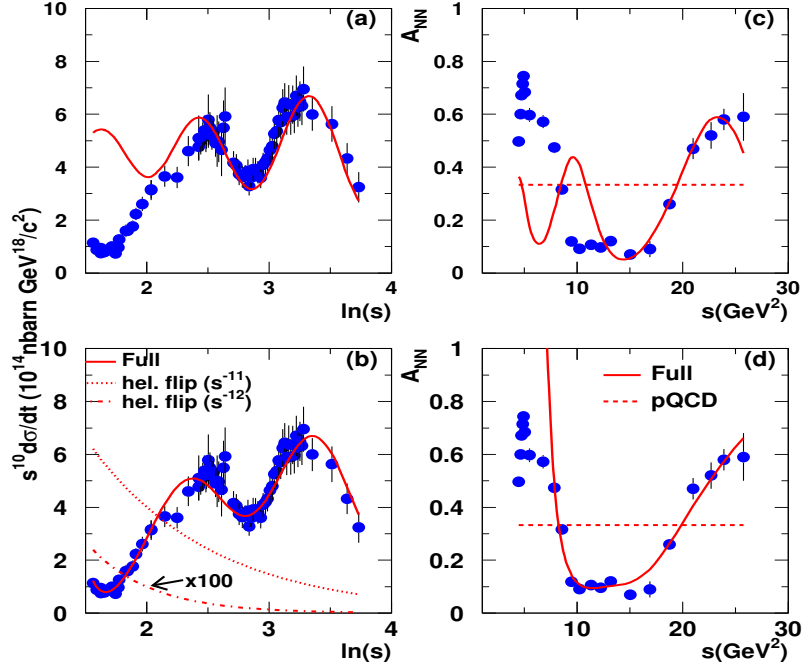 (a)
(c)
A_NN
10
8
6
4
2
0
2
3
4
ln(s)
1
0.8
0.6
0.4
0.2
0
10
20
30
s(GeV²)
s¹⁰dσ/dt (10¹⁴nbarn GeV¹⁸/c²)
(b)
(d)
A_NN
Full
hel. flip (s⁻¹¹)
hel. flip (s⁻¹²)
x100
10
8
6
4
2
0
2
3
4
ln(s)
Full
pQCD
1
0.8
0.6
0.4
0.2
0
10
20
30
s(GeV²)